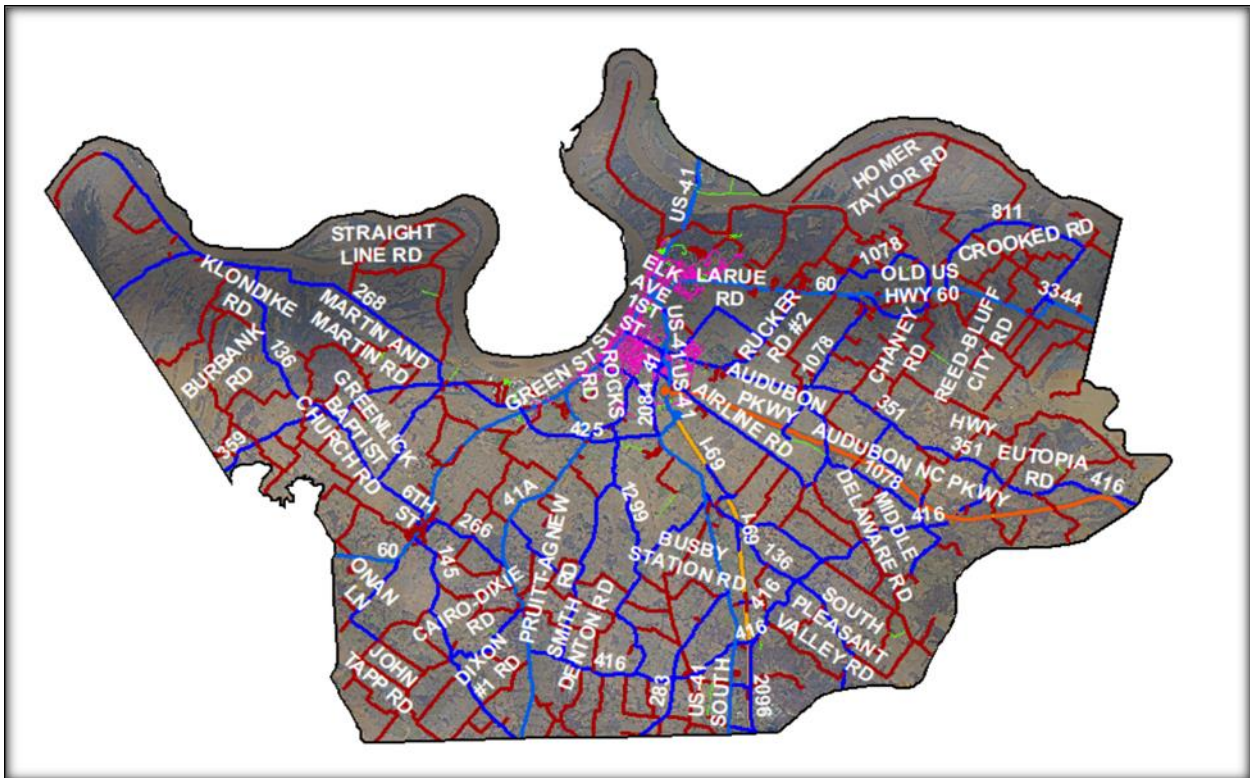 HOMER
TAYLOR RD
US-41
STRAIGHT
LINE RD
811
CROOKED RD
1078
KLONDIKE
RD
ELK
AVE
1ST
ST
LARUE
RD
60
OLD US
HWY 60
3344
268
MARTIN AND
MARTIN RD
RUCKER
RD #2
US-41
US-41
41
BURBANK
RD
136
REED-BLUFF
CITY RD
CHANEY
RD
1078
GREEN ST
ST
ROCKS
RD
2084
AUDUBON
PKWY
AIRLINE RD
GREENLICK
BAPTIST
CHURCH RD
351
HWY
351
425
AUDUBON NC PKWY
EUTOPIA
RD
359
I-69
1078
416
416
6TH
ST
266
41A
1299
MIDDLE
DELAWARE RD
I-69
136
60
145
BUSBY
STATION RD
ONAN
LN
CAIRO-DIXIE
RD
PRUITT-AGNEW
SMITH RD
DENTON RD
416
SOUTH
PLEASANT
VALLEY RD
416
DIXON
#1 RD
JOHN
TAPP RD
416
283
US-41
SOUTH
2096